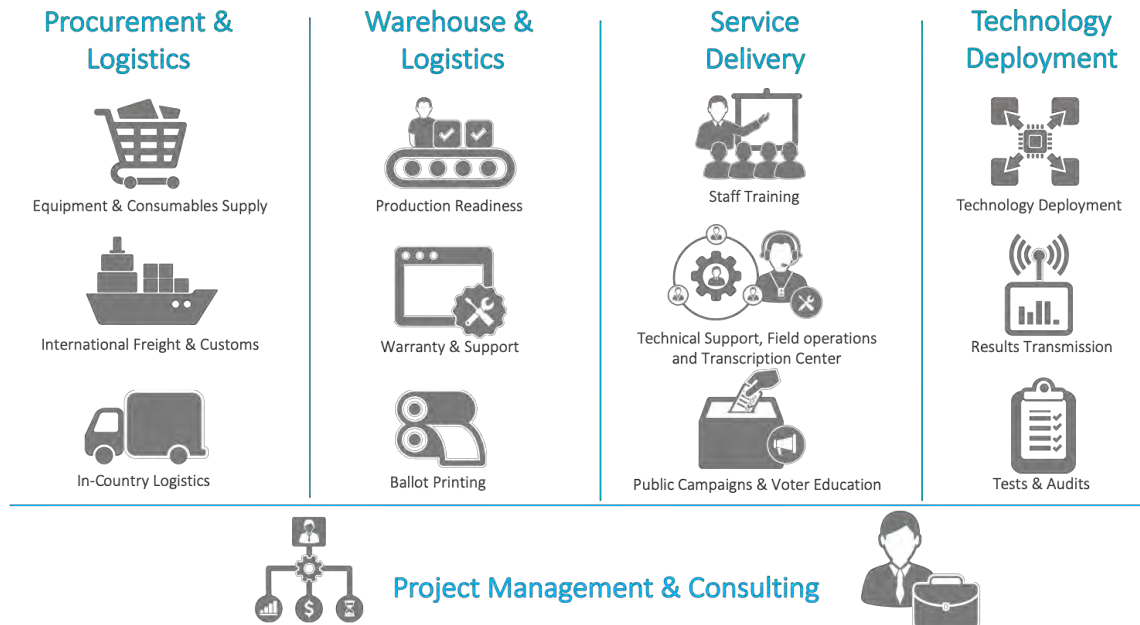 Procurement &
Logistics
Equipment & Consumables Supply
International Freight & Customs
In-Country Logistics
Warehouse &
Logistics
Production Readiness
Warranty & Support
Ballot Printing
Service
Delivery
Staff Training
Technical Support, Field operations
and Transcription Center
Public Campaigns & Voter Education
Technology
Deployment
Technology Deployment
Results Transmission
Tests & Audits
$
Project Management & Consulting